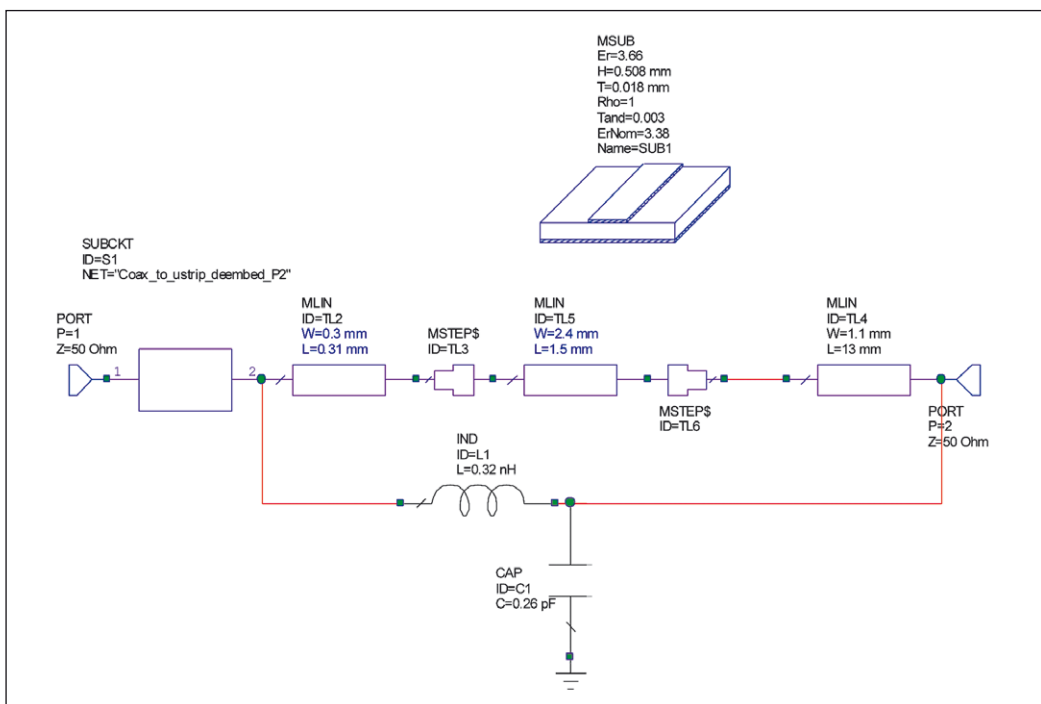 MSUB
Er=3.66
H=0.508 mm
T=0.018 mm
Rho=1
Tand=0.003
ErNom=3.38
Name=SUB1
SUBCKT
ID=S1
NET="Coax_to_ustrip_deembed_P2"
PORT
P=1
Z=50 Ohm
1
2
MLIN
ID=TL2
W=0.3 mm
L=0.31 mm
MSTEP$
ID=TL3
MLIN
ID=TL5
W=2.4 mm
L=1.5 mm
MSTEP$
ID=TL6
MLIN
ID=TL4
W=1.1 mm
L=13 mm
PORT
P=2
Z=50 Ohm
IND
ID=L1
L=0.32 nH
CAP
ID=C1
C=0.26 pF